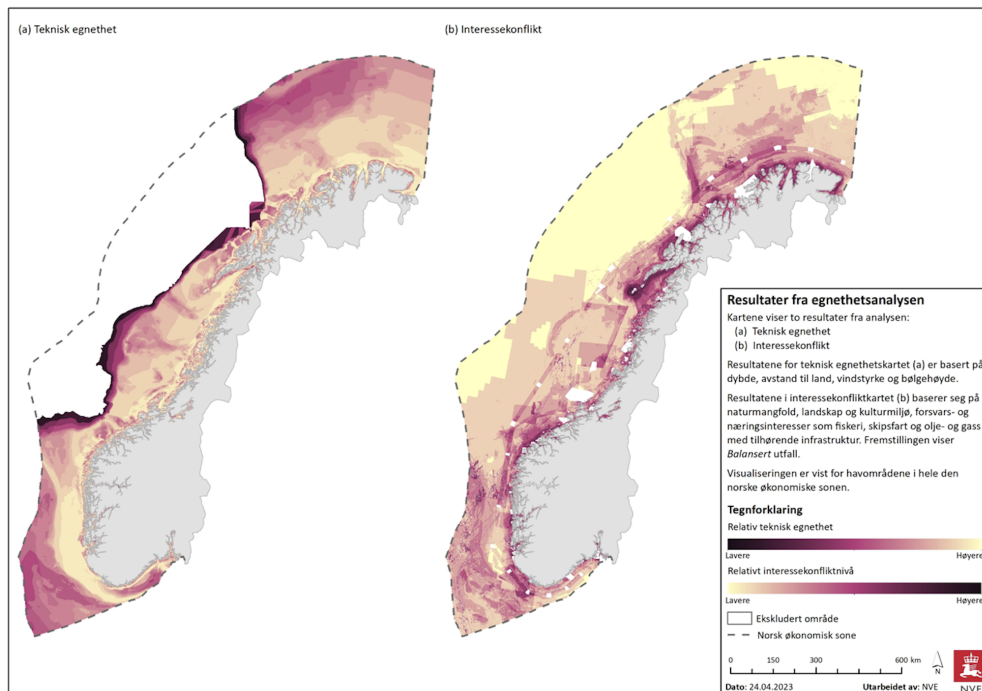 (a) Teknisk egnethet
(b) Interessekonflikt
Resultater fra egnethetsanalysen
Kartene viser to resultater fra analysen:
(a) Teknisk egnethet
(b) Interessekonflikt
Resultatene for teknisk egnethetskartet (a) er basert på
dybde, avstand til land, vindstyrke og bølgehøyde.
Resultatene i interessekonfliktkartet (b) baserer seg på
naturmangfold, landskap og kulturmiljø, forsvars- og
næringsinteresser som fiskeri, skipsfart og olje- og gass
med tilhørende infrastruktur. Fremstillingen viser
Balansert utfall.
Visualiseringen er vist for havområdene i hele den
norske økonomiske sonen.
Tegnforklaring
Relativ teknisk egnethet
Lavere Høyere
Relativt interessekonfliktnivå
Lavere Høyere
Ekskludert område
Norsk økonomisk sone
0 150 300 600 km
N
Dato: 24.04.2023 Utarbeidet av: NVE
NVE